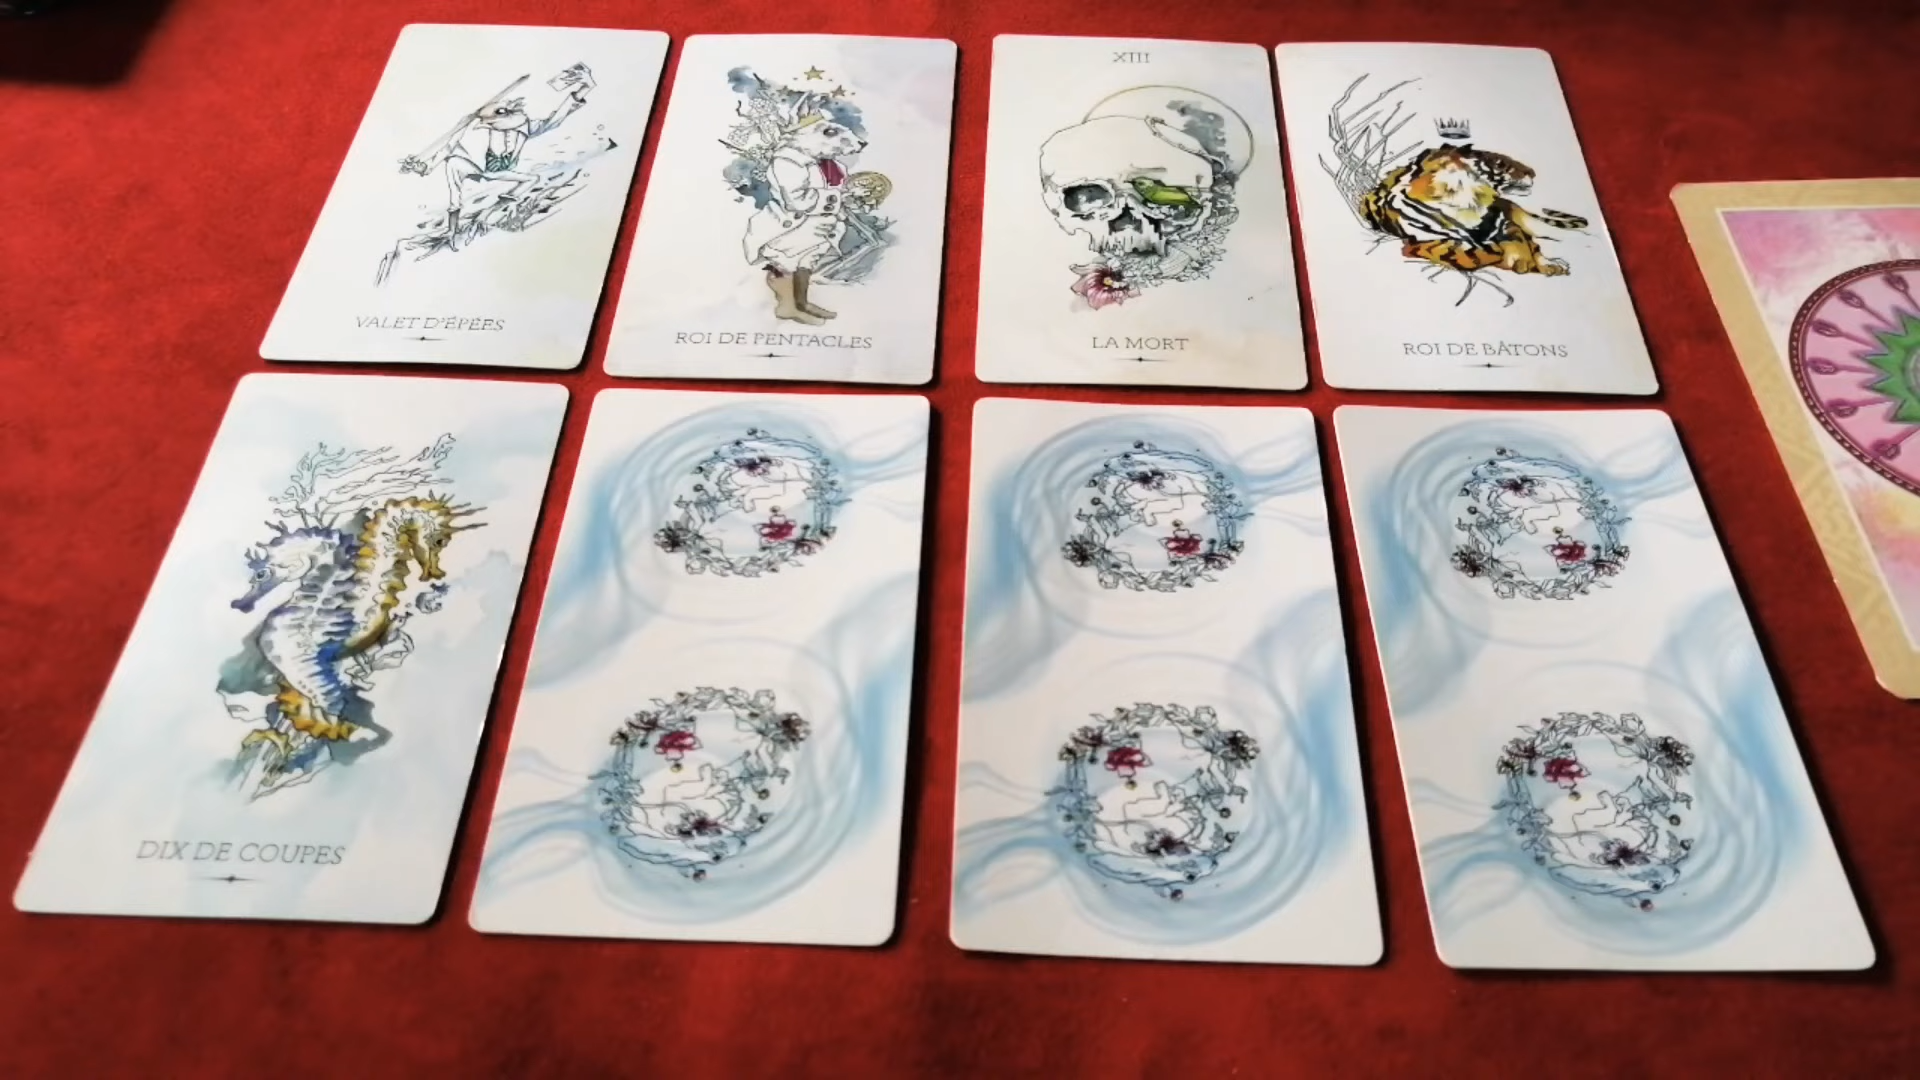 VALET D'ÉPÉES
ROI DE PENTACLES
XIII
LA MORT
ROI DE BÂTONS
DIX DE COUPES